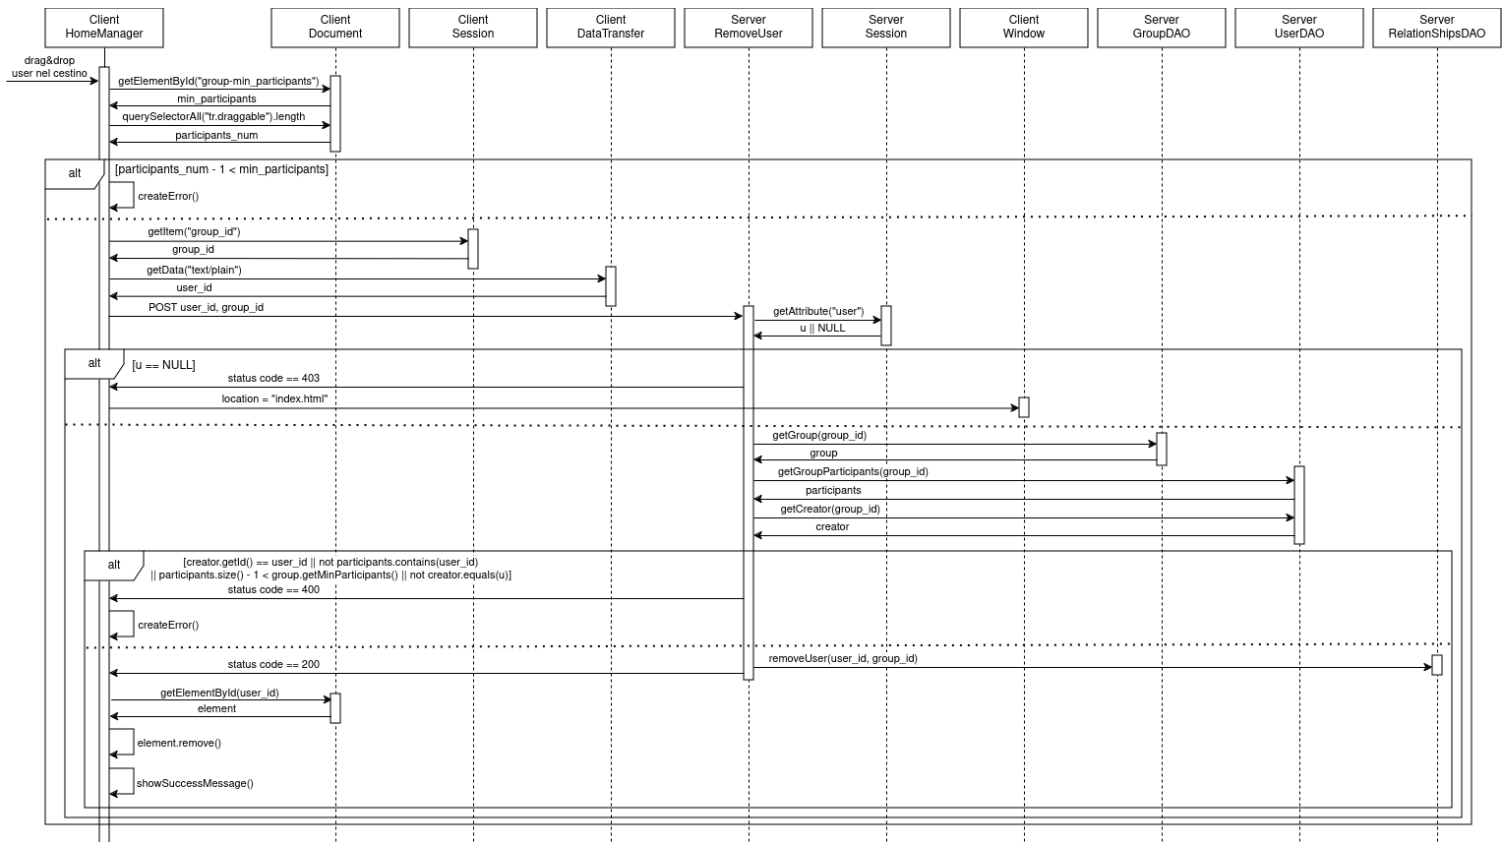 Client
HomeManager
Client
Document
Client
Session
Client
DataTransfer
Server
RemoveUser
Server
Session
Client
Window
Server
GroupDAO
Server
UserDAO
Server
RelationShipsDAO
drag&drop
user nel cestino
getElementById("group-min_participants")
min_participants
querySelectorAll("tr.draggable").length
participants_num
alt
[participants_num - 1 < min_participants]
createError()
getItem("group_id")
group_id
getData("text/plain")
user_id
POST user_id, group_id
getAttribute("user")
u || NULL
alt
[u == NULL]
status code == 403
location = "index.html"
getGroup(group_id)
group
getGroupParticipants(group_id)
participants
getCreator(group_id)
creator
alt
[creator.getId() == user_id || not participants.contains(user_id)
|| participants.size() - 1 < group.getMinParticipants() || not creator.equals(u)]
status code == 400
createError()
removeUser(user_id, group_id)
status code == 200
getElementById(user_id)
element
element.remove()
showSuccessMessage()